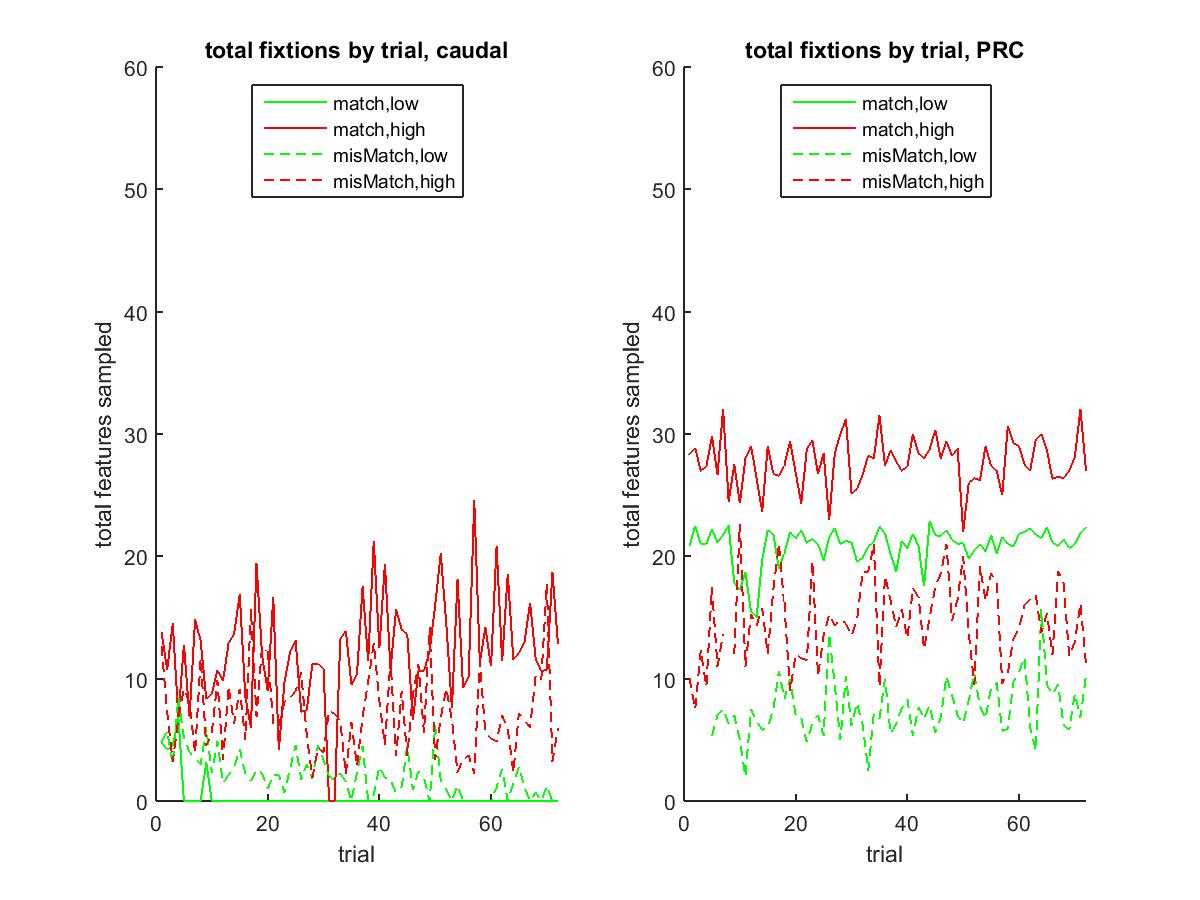 total fixtions by trial, caudal
60
50
40
30
20
10
0
total features sampled
match,low
match,high
misMatch,low
misMatch,high
0 20 40 60
trial
total fixtions by trial, PRC
60
50
40
30
20
10
0
total features sampled
match,low
match,high
misMatch,low
misMatch,high
0 20 40 60
trial